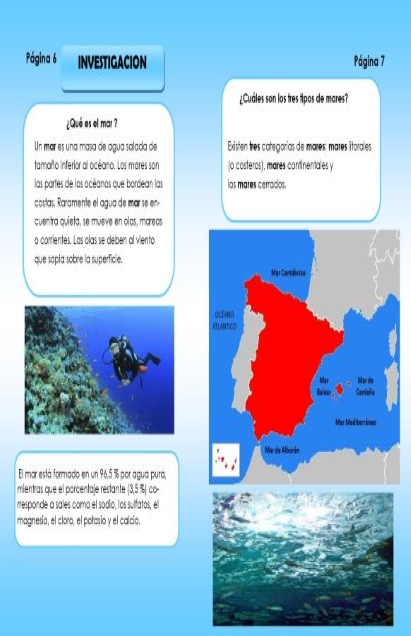 Página 6
INVESTIGACION
¿Qué es el mar ?
Un mar es una masa de agua salada de
tamaño inferior al océano. Los mares son
las partes de los océanos que bordean las
costas. Raramente el agua de mar se en-
cuentra quieta, se mueve en olas, mareas
o corrientes. Las olas se deben al viento
que sopla sobre la superficie.
El mar está formado en un 96,5 % por agua pura,
mientras que el porcentaje restante (3,5 %) co-
rresponde a sales como el sodio, los sulfatos, el
magnesio, el cloro, el potasio y el calcio.
Página 7
¿Cuáles son los tres tipos de mares?
Existen tres categorías de mares: mares litorales
(o costeros), mares continentales y
los mares cerrados.
Mar Cantábrico
OCÉANO
ATLÁNTICO
Mar
Balear
Mar de
Cerdeña
Mar Mediterráneo
Mar de Alborán